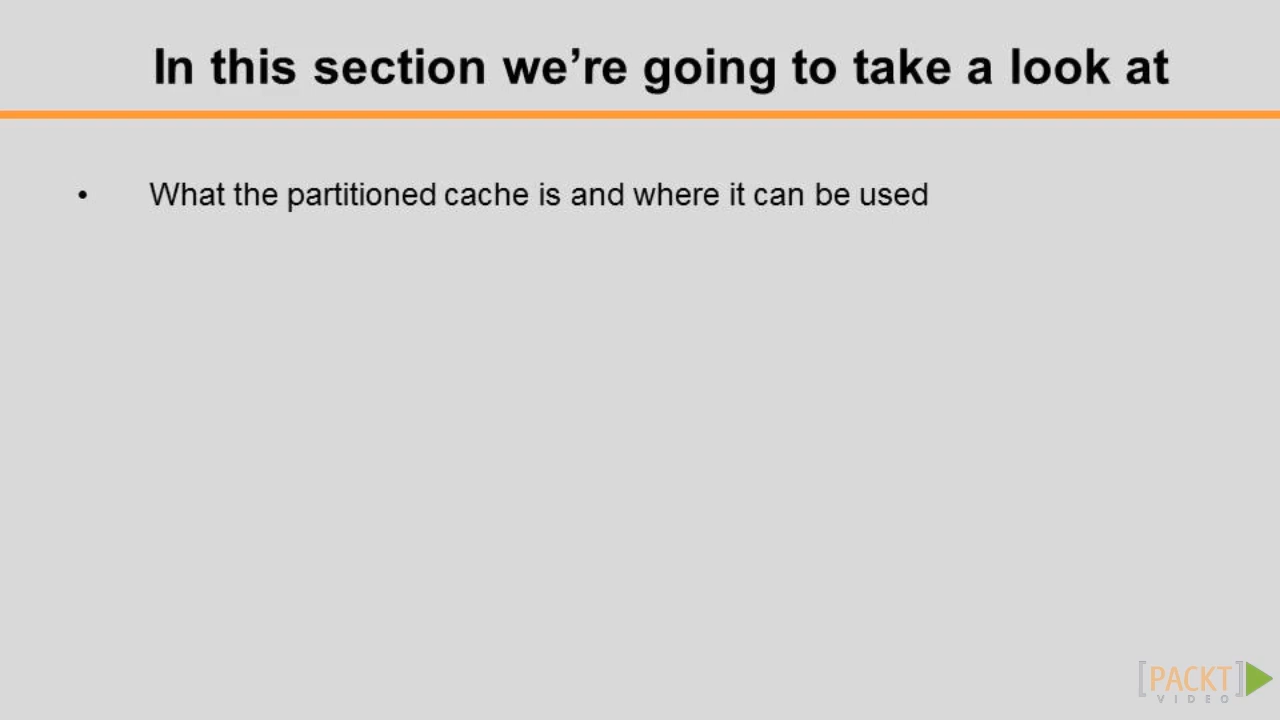 In this section we’re going to take a look at
• What the partitioned cache is and where it can be used
[PACKT]
VIDEO